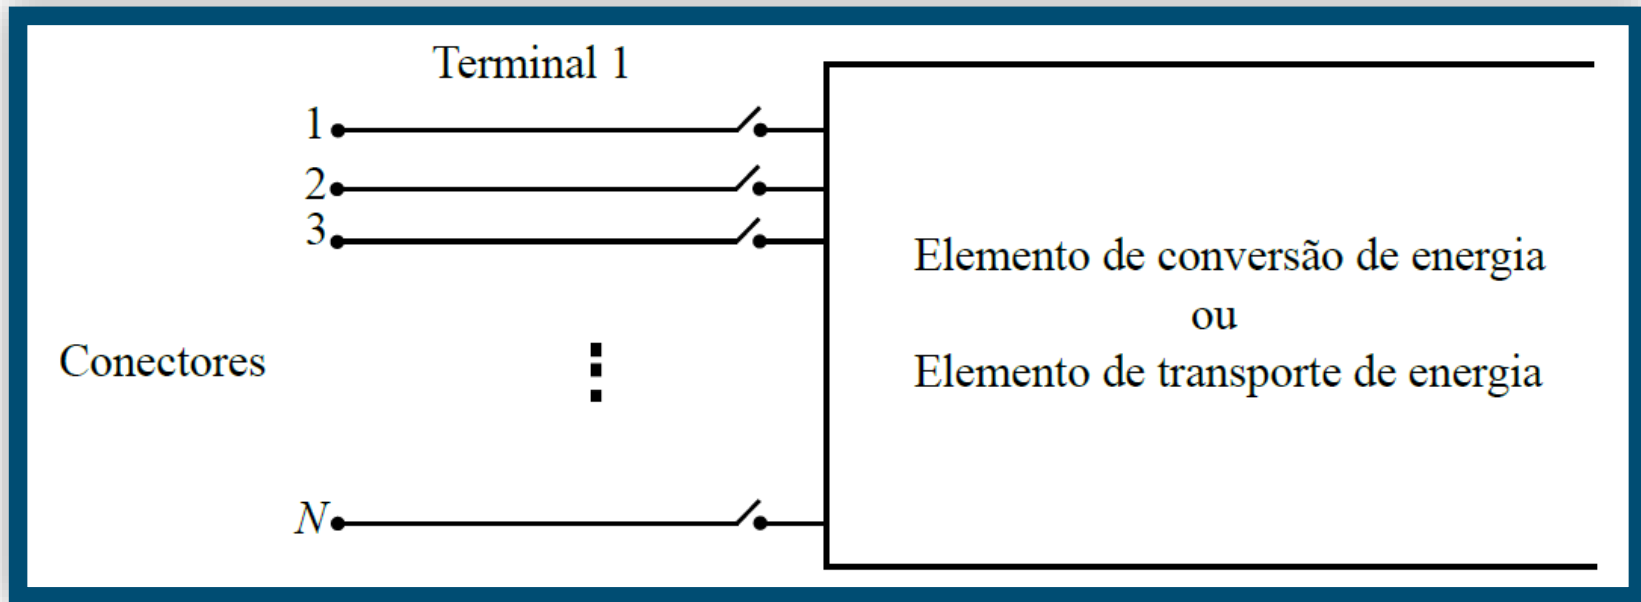 Terminal 1
1
2
3
Elemento de conversão de energia
ou
Conectores
Elemento de transporte de energia
N